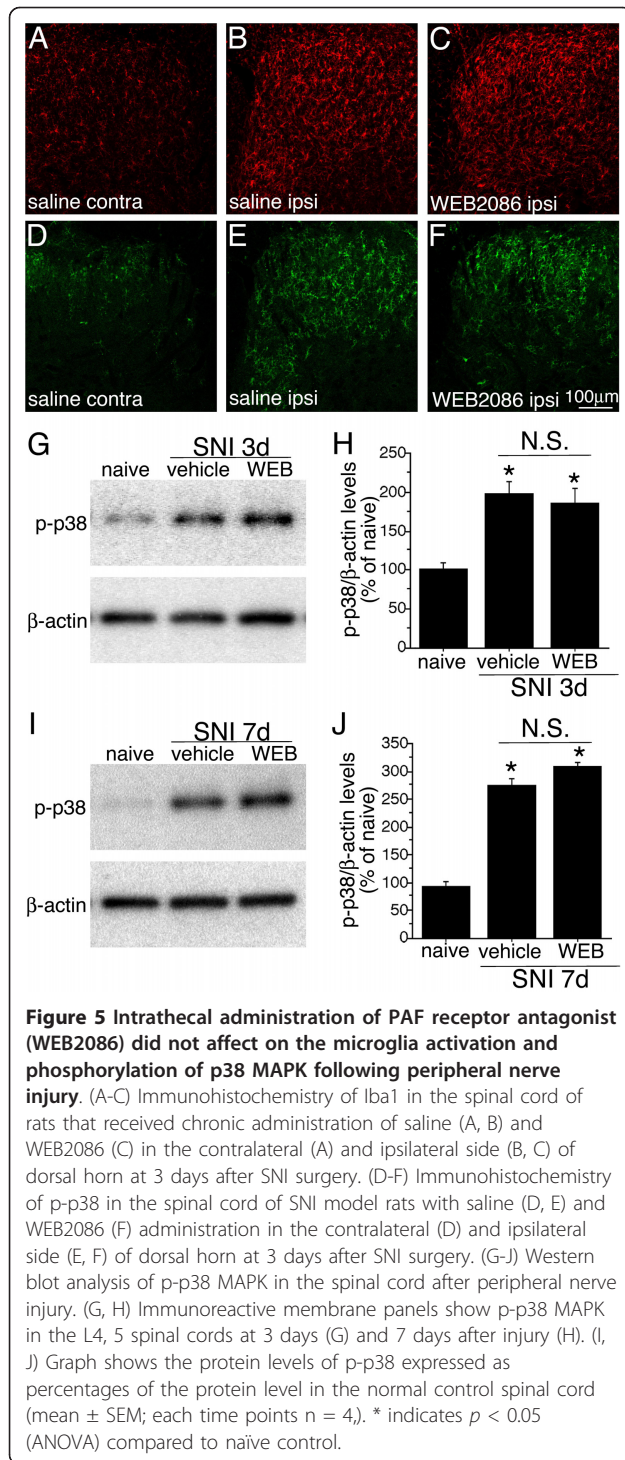 A
B
C
saline contra
saline ipsi
WEB2086 ipsi
D
E
F
saline contra
saline ipsi
WEB2086 ipsi
100μm
G
SNI 3d
naive vehicle WEB
p-p38
β-actin
H
N.S.
* *
p-p38/β-actin levels
(% of naive)
250
200
150
100
50
0
naive vehicle WEB
SNI 3d
I
SNI 7d
naive vehicle WEB
p-p38
β-actin
J
N.S.
* *
p-p38/β-actin levels
(% of naive)
350
300
250
200
150
100
50
0
naive vehicle WEB
SNI 7d
Figure 5 Intrathecal administration of PAF receptor antagonist
(WEB2086) did not affect on the microglia activation and
phosphorylation of p38 MAPK following peripheral nerve
injury. (A-C) Immunohistochemistry of Iba1 in the spinal cord of
rats that received chronic administration of saline (A, B) and
WEB2086 (C) in the contralateral (A) and ipsilateral side (B, C) of
dorsal horn at 3 days after SNI surgery. (D-F) Immunohistochemistry
of p-p38 in the spinal cord of SNI model rats with saline (D, E) and
WEB2086 (F) administration in the contralateral (D) and ipsilateral
side (E, F) of dorsal horn at 3 days after SNI surgery. (G-J) Western
blot analysis of p-p38 MAPK in the spinal cord after peripheral nerve
injury. (G, H) Immunoreactive membrane panels show p-p38 MAPK
in the L4, 5 spinal cords at 3 days (G) and 7 days after injury (H). (I,
J) Graph shows the protein levels of p-p38 expressed as
percentages of the protein level in the normal control spinal cord
(mean ± SEM; each time points n = 4,). * indicates p < 0.05
(ANOVA) compared to naïve control.